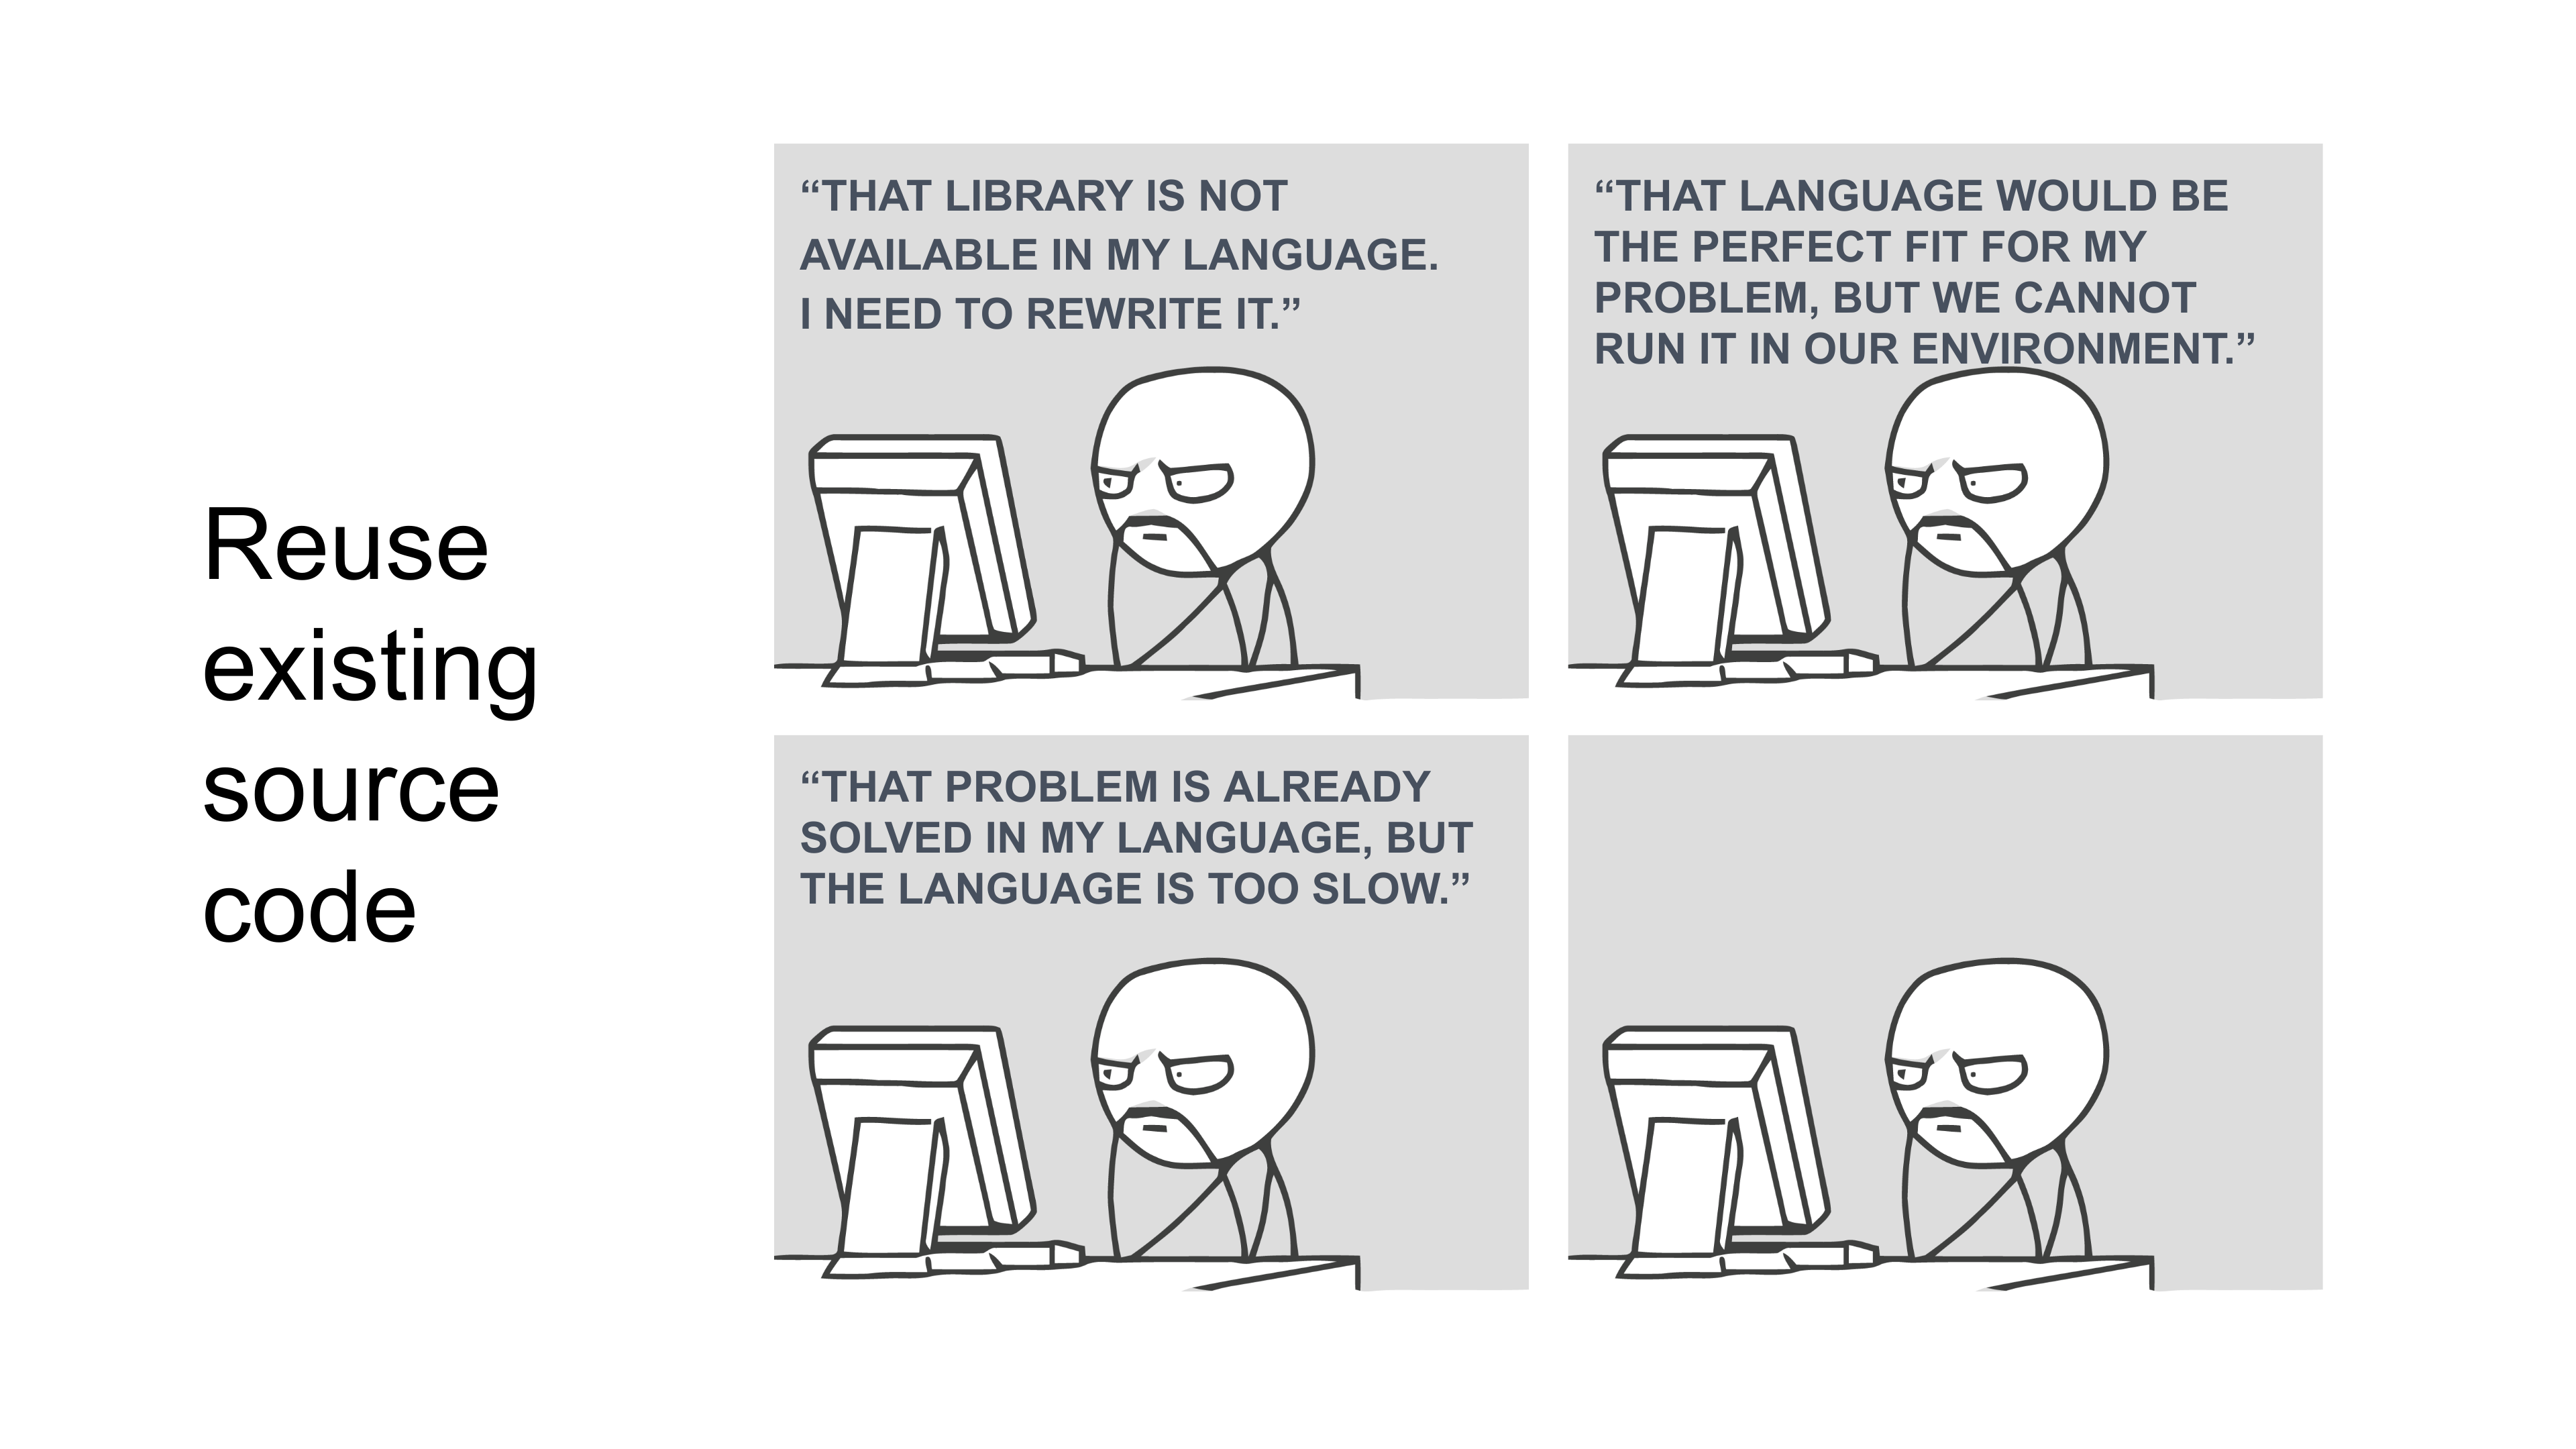 Reuse
existing
source
code
“THAT LIBRARY IS NOT
AVAILABLE IN MY LANGUAGE.
I NEED TO REWRITE IT.”
“THAT LANGUAGE WOULD BE
THE PERFECT FIT FOR MY
PROBLEM, BUT WE CANNOT
RUN IT IN OUR ENVIRONMENT.”
“THAT PROBLEM IS ALREADY
SOLVED IN MY LANGUAGE, BUT
THE LANGUAGE IS TOO SLOW.”